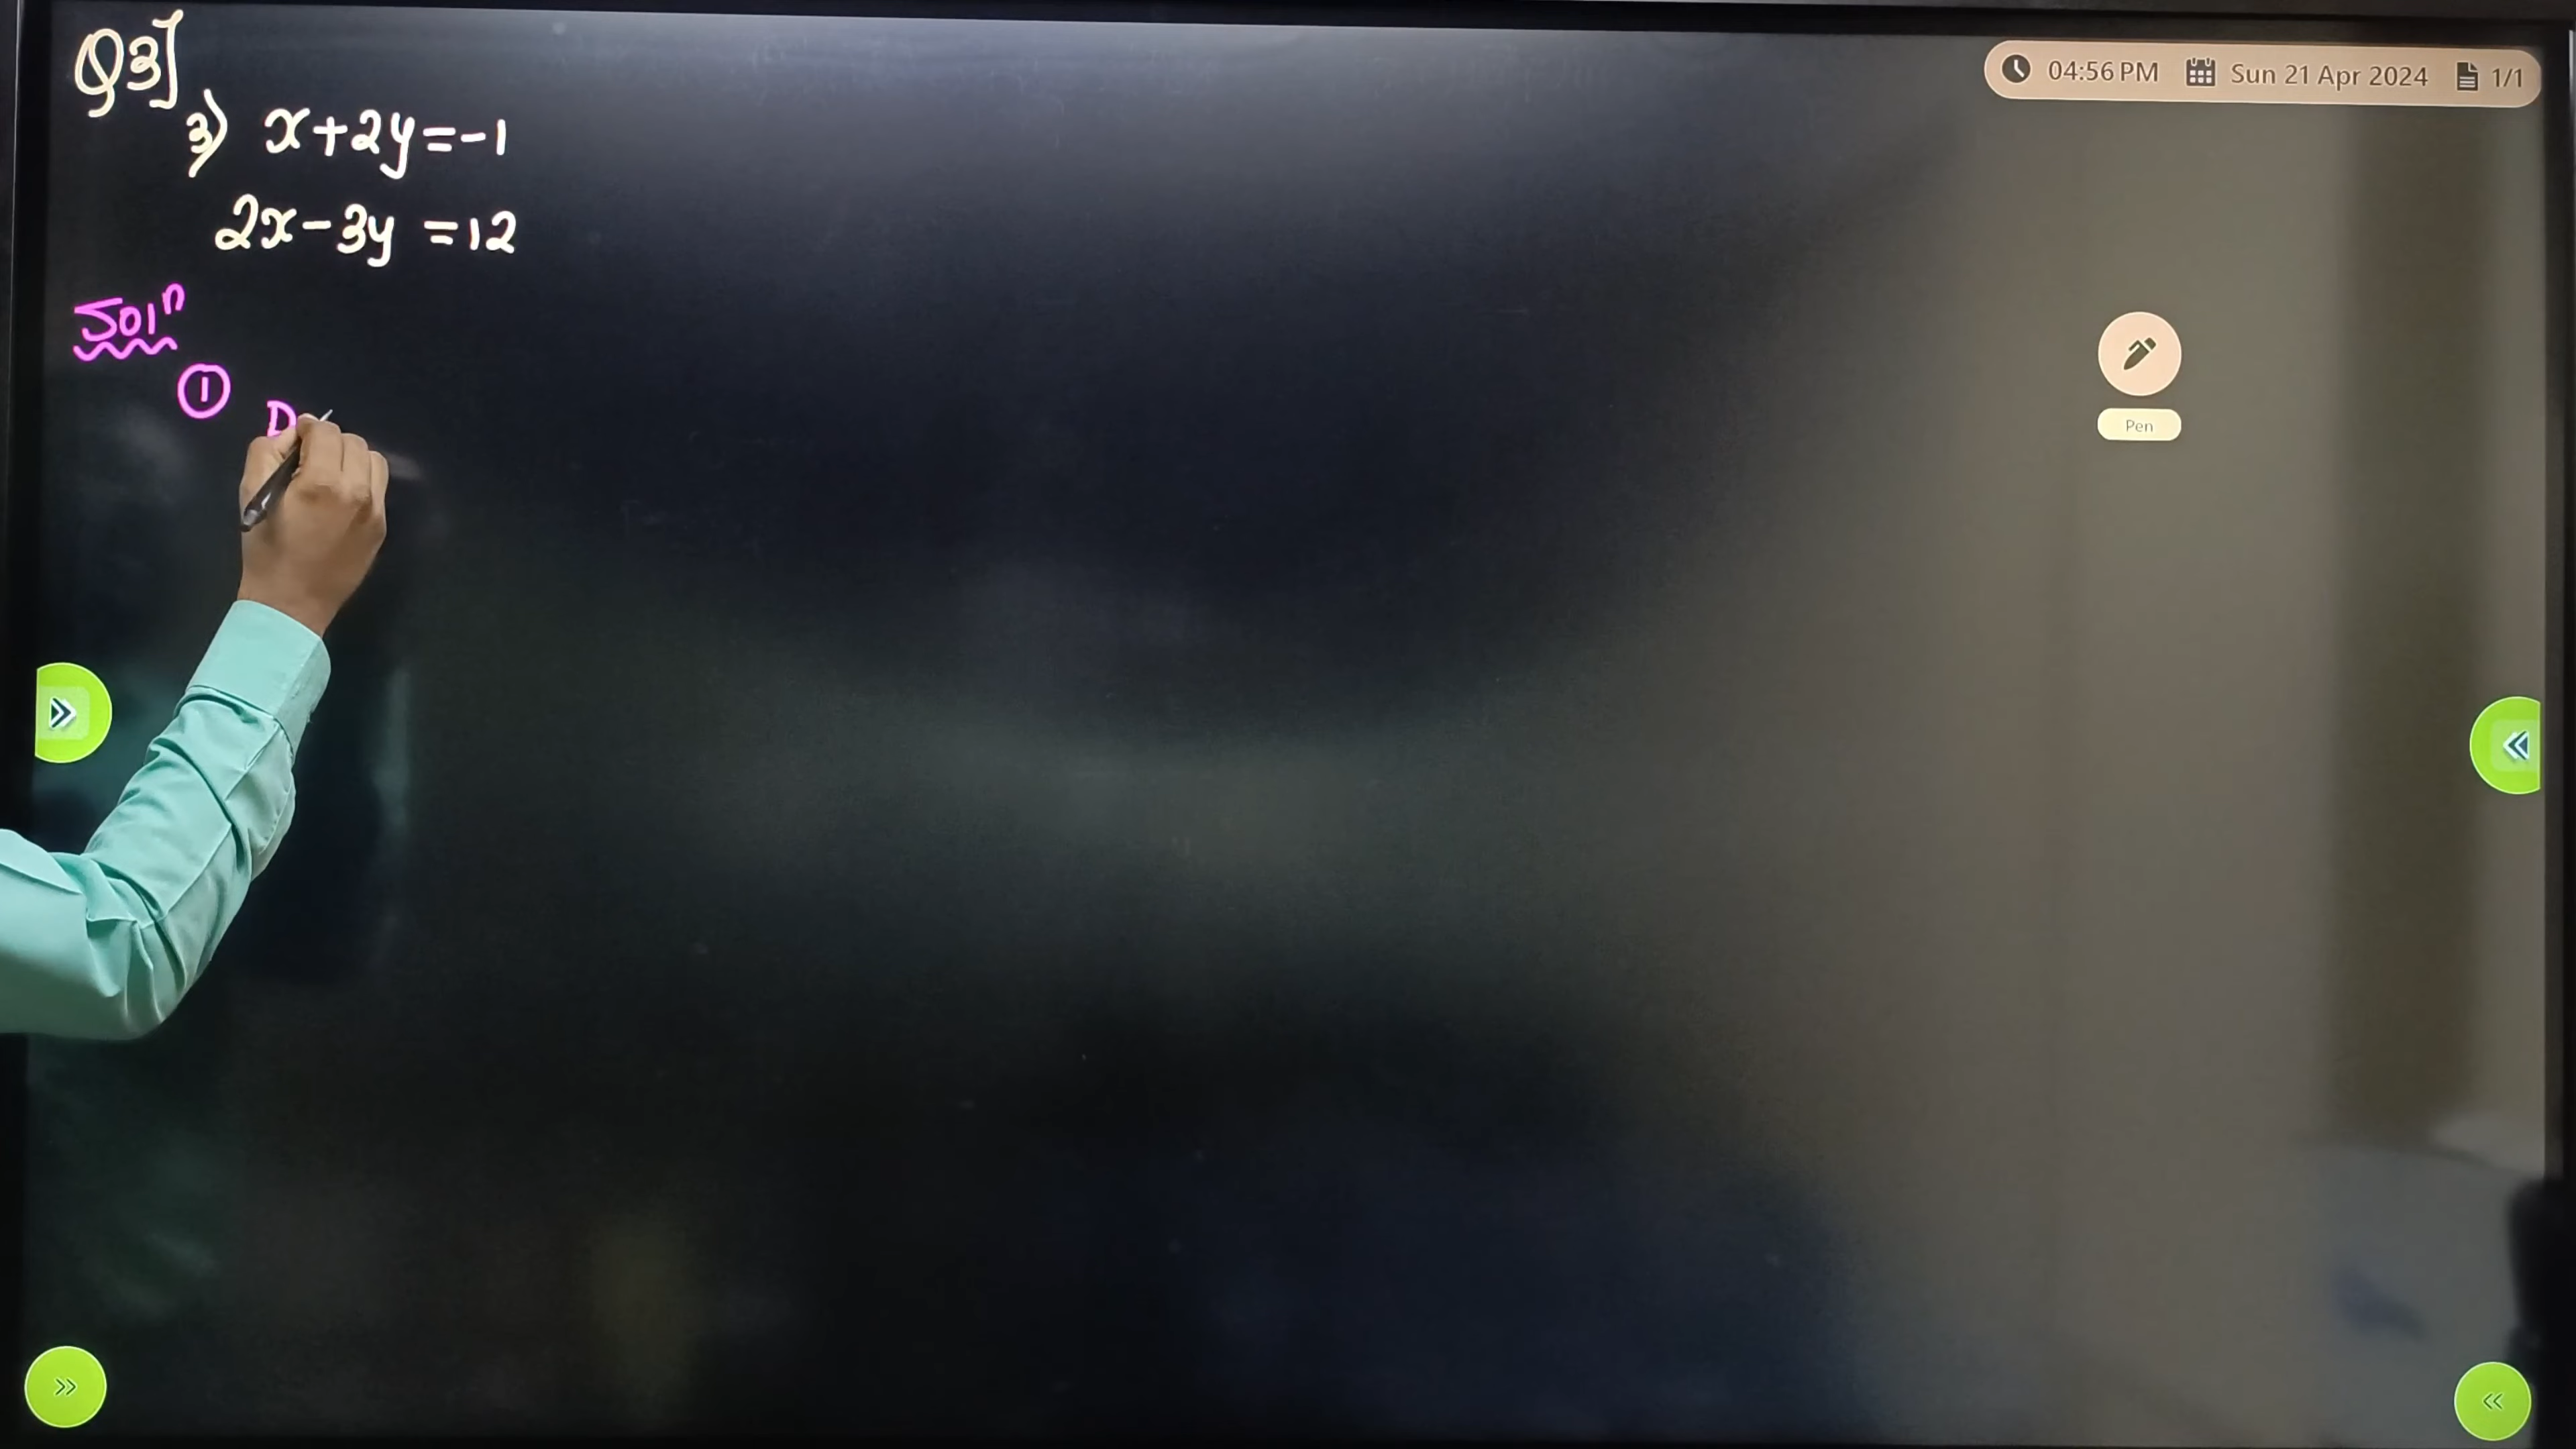 Q3]
3) x+2y=-1
2x-3y =12
Solⁿ
① D
04:56 PM Sun 21 Apr 2024 1/1
Pen